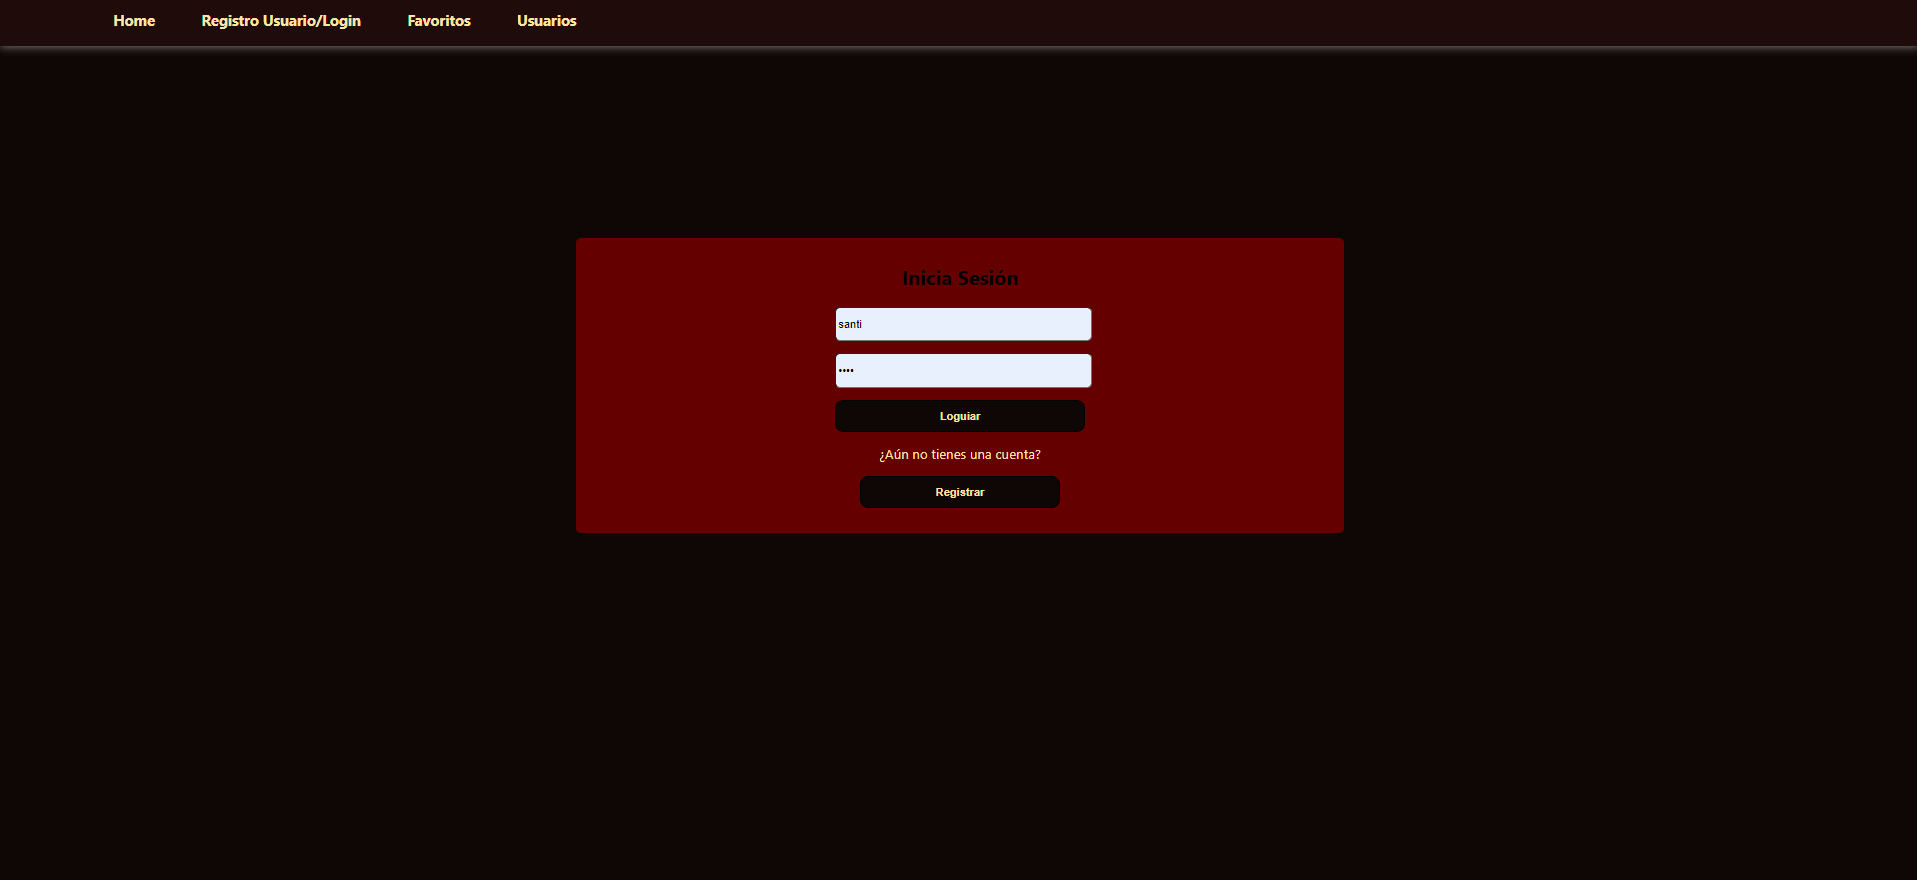 Home Registro Usuario/Login Favoritos Usuarios
Inicia Sesión
santi
••••
Loguiar
¿Aún no tienes una cuenta?
Registrar